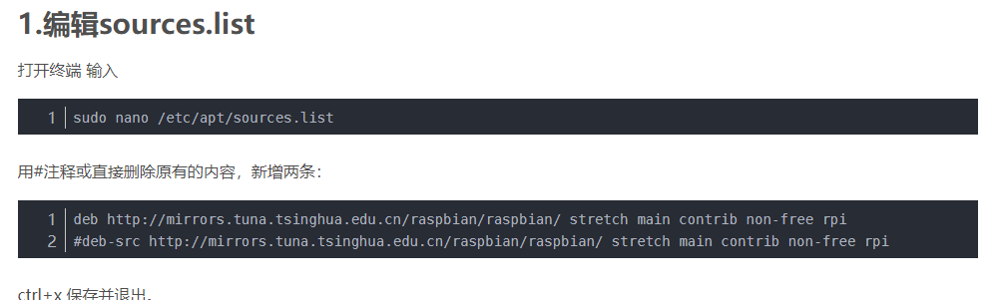 1.编辑sources.list
打开终端 输入
1 sudo nano /etc/apt/sources.list
用#注释或直接删除原有的内容，新增两条：
1 deb http://mirrors.tuna.tsinghua.edu.cn/raspbian/raspbian/ stretch main contrib non-free rpi
2 #deb-src http://mirrors.tuna.tsinghua.edu.cn/raspbian/raspbian/ stretch main contrib non-free rpi
ctrl+x 保存并退出。